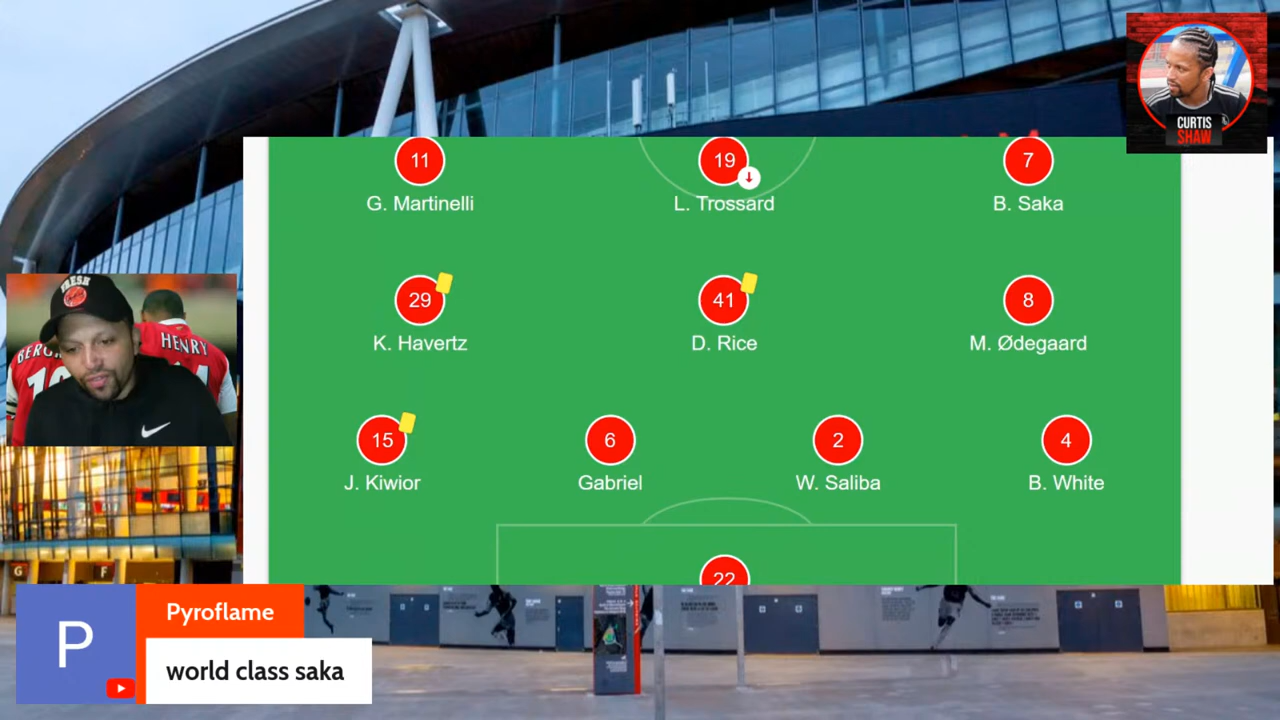 CURTIS
SHAW
11
19
7
G. Martinelli
L. Trossard
B. Saka
29
41
8
K. Havertz
D. Rice
M. Ødegaard
FRESH
HENRY
15
6
2
4
J. Kiwior
Gabriel
W. Saliba
B. White
22
G
F
P
Pyroflame
world class saka